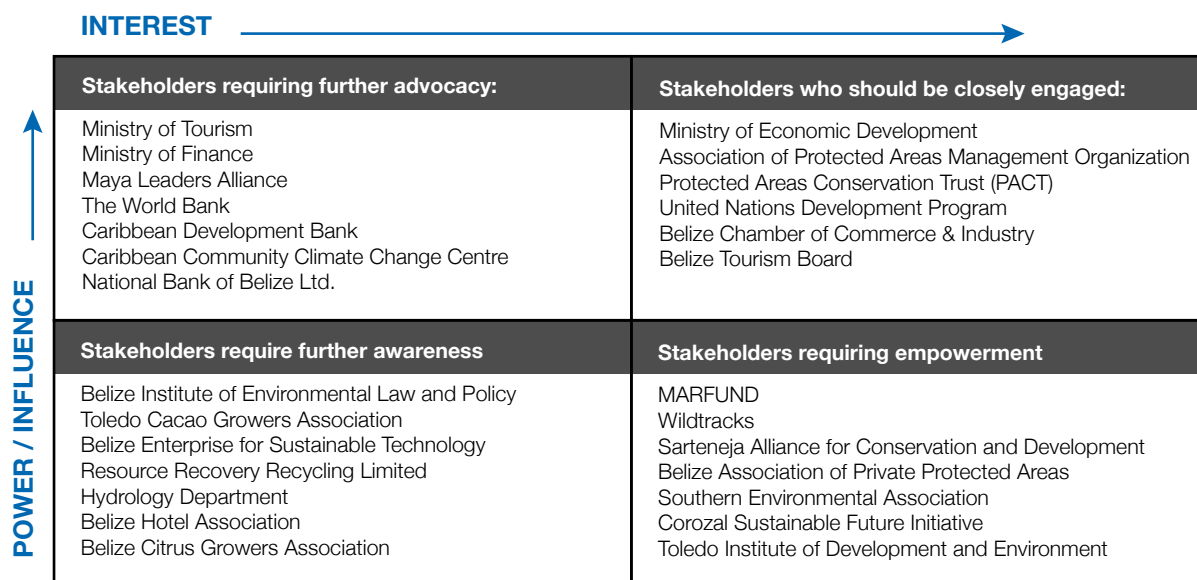 INTEREST
POWER / INFLUENCE
Stakeholders requiring further advocacy:
Ministry of Tourism
Ministry of Finance
Maya Leaders Alliance
The World Bank
Caribbean Development Bank
Caribbean Community Climate Change Centre
National Bank of Belize Ltd.
Stakeholders who should be closely engaged:
Ministry of Economic Development
Association of Protected Areas Management Organization
Protected Areas Conservation Trust (PACT)
United Nations Development Program
Belize Chamber of Commerce & Industry
Belize Tourism Board
Stakeholders require further awareness
Belize Institute of Environmental Law and Policy
Toledo Cacao Growers Association
Belize Enterprise for Sustainable Technology
Resource Recovery Recycling Limited
Hydrology Department
Belize Hotel Association
Belize Citrus Growers Association
Stakeholders requiring empowerment
MARFUND
Wildtracks
Sarteneja Alliance for Conservation and Development
Belize Association of Private Protected Areas
Southern Environmental Association
Corozal Sustainable Future Initiative
Toledo Institute of Development and Environment